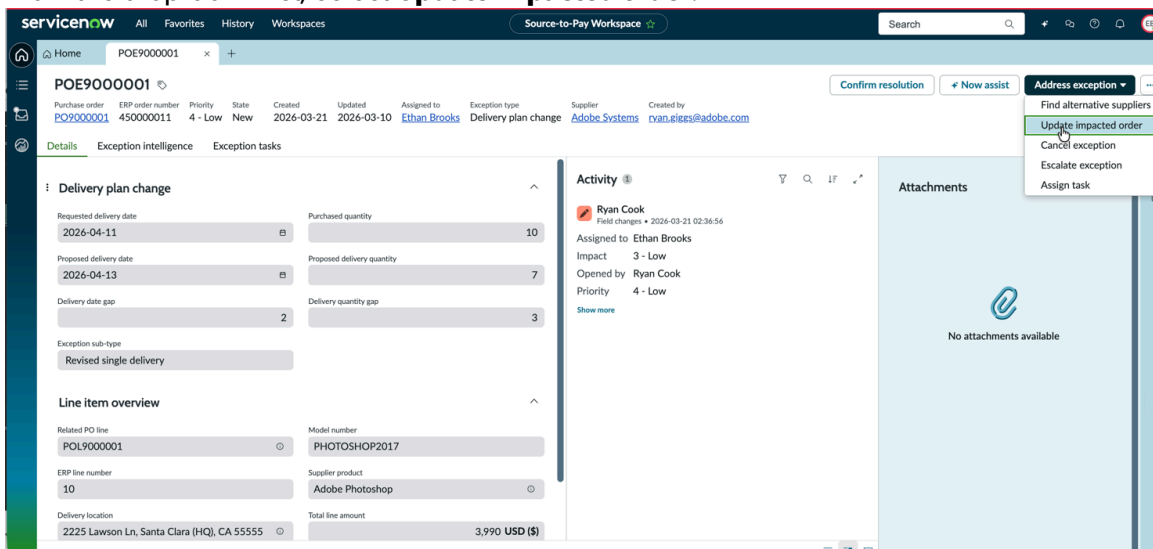 servicenow All Favorites History Workspaces Source-to-Pay Workspace Search
Home POE9000001
POE9000001 Confirm resolution Now assist Address exception
Purchase order ERP order number Priority State Created Updated Assigned to Exception type Supplier Created by
PO9000001 450000011 4 - Low New 2026-03-21 2026-03-10 Ethan Brooks Delivery plan change Adobe Systems ryan.giggs@adobe.com
Find alternative suppliers
Update impacted order
Cancel exception
Escalate exception
Assign task
Details Exception intelligence Exception tasks
Delivery plan change
Requested delivery date Purchased quantity
2026-04-11 10
Proposed delivery date Proposed delivery quantity
2026-04-13 7
Delivery date gap Delivery quantity gap
2 3
Exception sub-type
Revised single delivery
Line item overview
Related PO line Model number
POL9000001 PHOTOSHOP2017
ERP line number Supplier product
10 Adobe Photoshop
Delivery location Total line amount
2225 Lawson Ln, Santa Clara (HQ), CA 55555 3,990 USD ($)
Activity 1
Ryan Cook
Field changes • 2026-03-21 02:36:56
Assigned to Ethan Brooks
Impact 3 - Low
Opened by Ryan Cook
Priority 4 - Low
Show more
Attachments
No attachments available